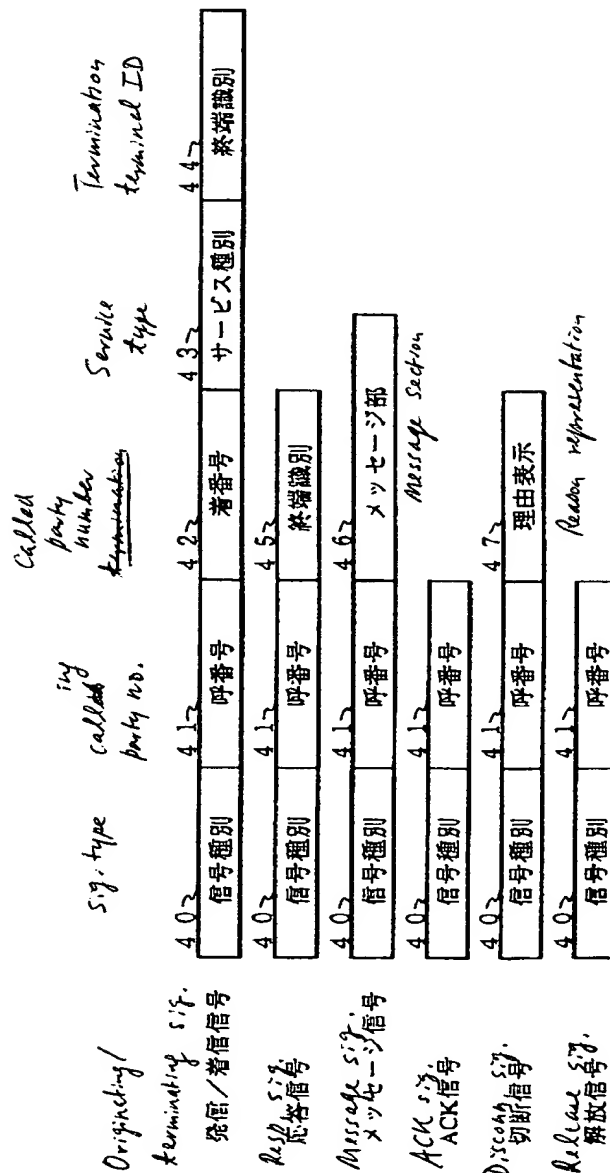 Called
party
number
termination
Termination
terminal ID
Service
type
calling
party no.
Sig. type
40 41 42 43 44
Originating/
terminating sig.
発信／着信信号
信号種別 呼番号 着番号 サービス種別 終端識別
40 41 45
Resp sig.
応答信号
信号種別 呼番号 終端識別
40 41 46
Message sig.
メッセージ信号
信号種別 呼番号 メッセージ部
Message section
40 41
ACK sig.
ACK信号
信号種別 呼番号
40 41 47
Disconn sig.
切断信号
信号種別 呼番号 理由表示
Reason representation
40 41
Release sig.
解放信号
信号種別 呼番号